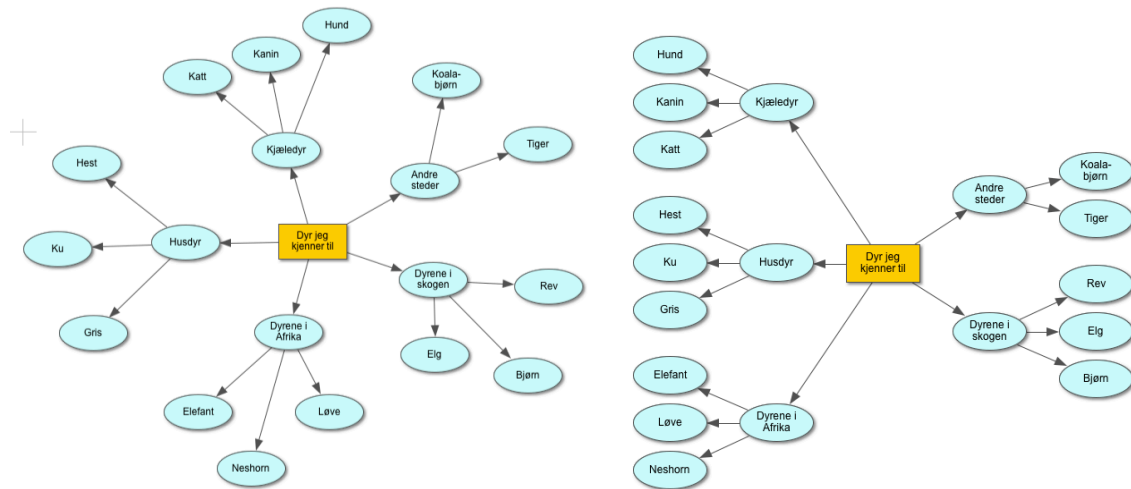 Hund
Kanin
Katt
Koala-
bjørn
Tiger
Kjæledyr
Andre
steder
Hest
Ku
Husdyr
Gris
Dyr jeg
kjenner til
Dyrene i
skogen
Rev
Elg
Bjørn
Dyrene i
Afrika
Elefant
Løve
Neshorn
Hund
Kanin
Katt
Kjæledyr
Hest
Ku
Gris
Husdyr
Dyr jeg
kjenner til
Andre
steder
Koala-
bjørn
Tiger
Dyrene i
skogen
Rev
Elg
Bjørn
Elefant
Løve
Neshorn
Dyrene i
Afrika